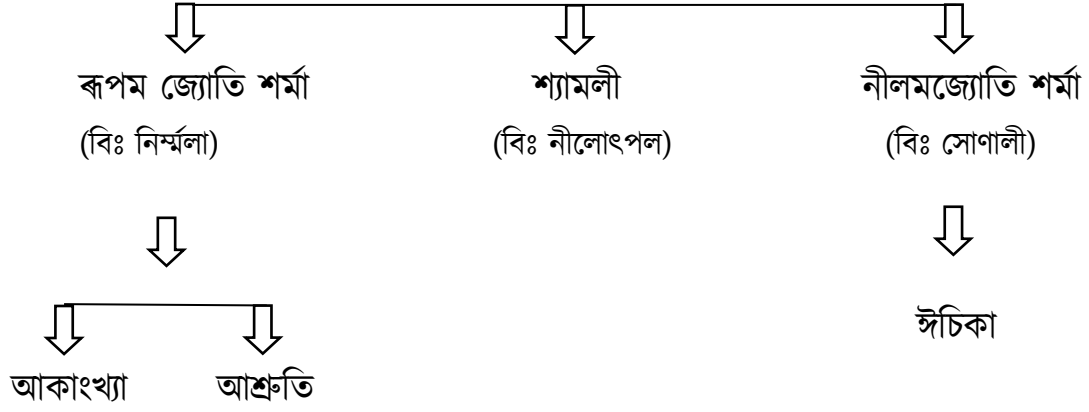 ৰূপম জ্যোতি শৰ্মা শ্যামলী নীলমজ্যোতি শৰ্মা
(বিঃ নিৰ্ম্মলা) (বিঃ নীলোৎপল) (বিঃ সোণালী)
ঈচিকা
আকাংখ্যা আশ্ৰুতি